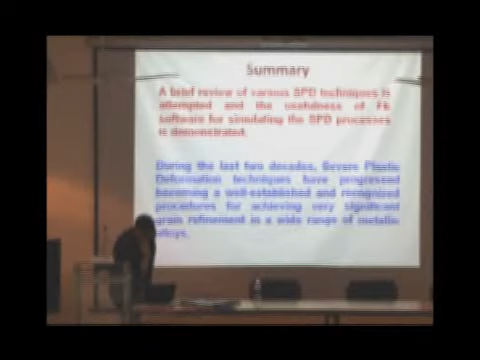 Summary
A brief review of various SPD techniques is
attempted and the usefulness of FE
software for simulating the SPD processes
is demonstrated.
During the last two decades, Severe Plastic
Deformation techniques have progressed
becoming a well-established and recognized
procedures for achieving very significant
grain refinement in a wide range of metallic
alloys.